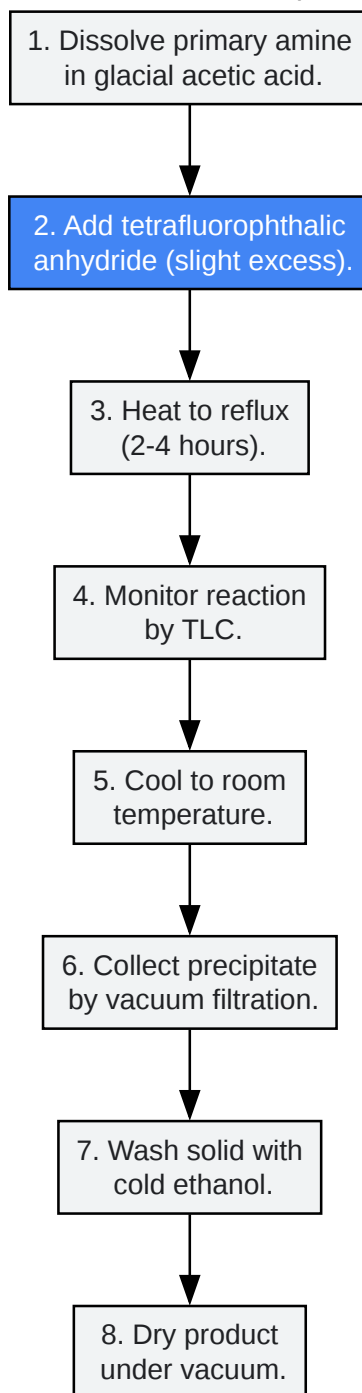 1. Dissolve primary amine
in glacial acetic acid.
2. Add tetrafluorophthalic
anhydride (slight excess).
3. Heat to reflux
(2-4 hours).
4. Monitor reaction
by TLC.
5. Cool to room
temperature.
6. Collect precipitate
by vacuum filtration.
7. Wash solid with
cold ethanol.
8. Dry product
under vacuum.